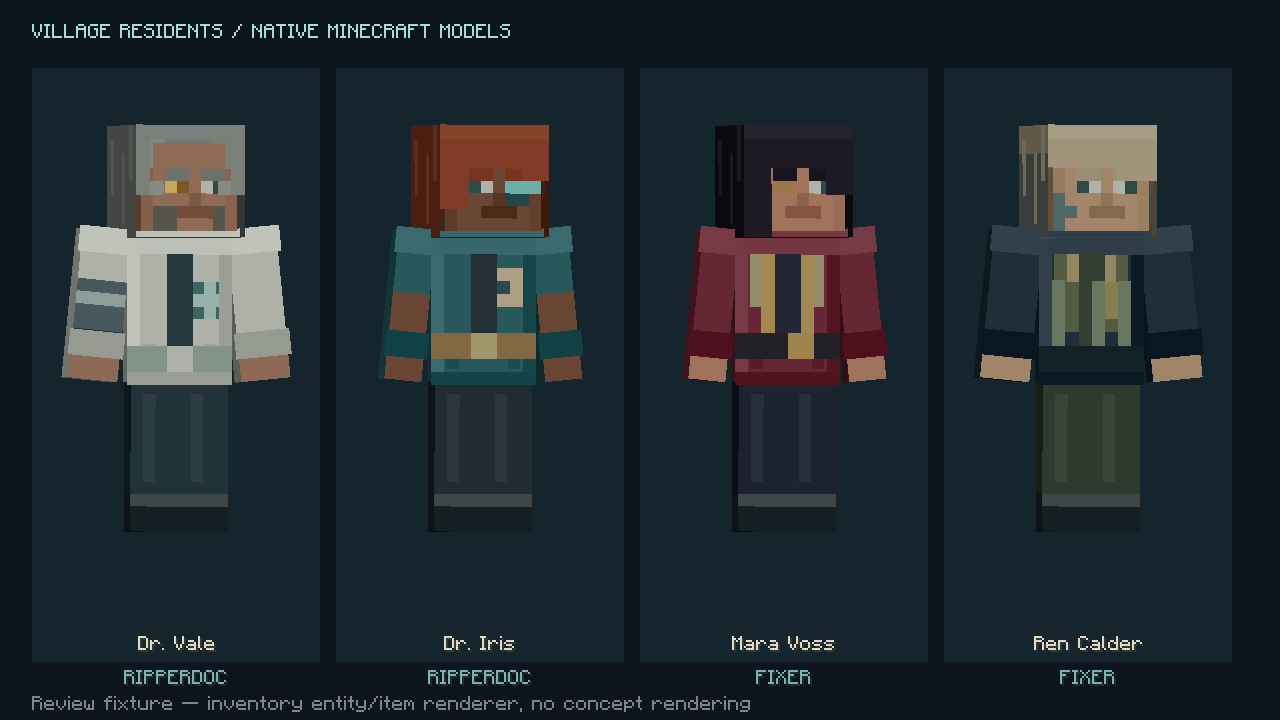 VILLAGE RESIDENTS / NATIVE MINECRAFT MODELS
Dr. Vale
RIPPERDOC
Dr. Iris
RIPPERDOC
Mara Voss
FIXER
Ren Calder
FIXER
Review fixture — inventory entity/item renderer, no concept rendering